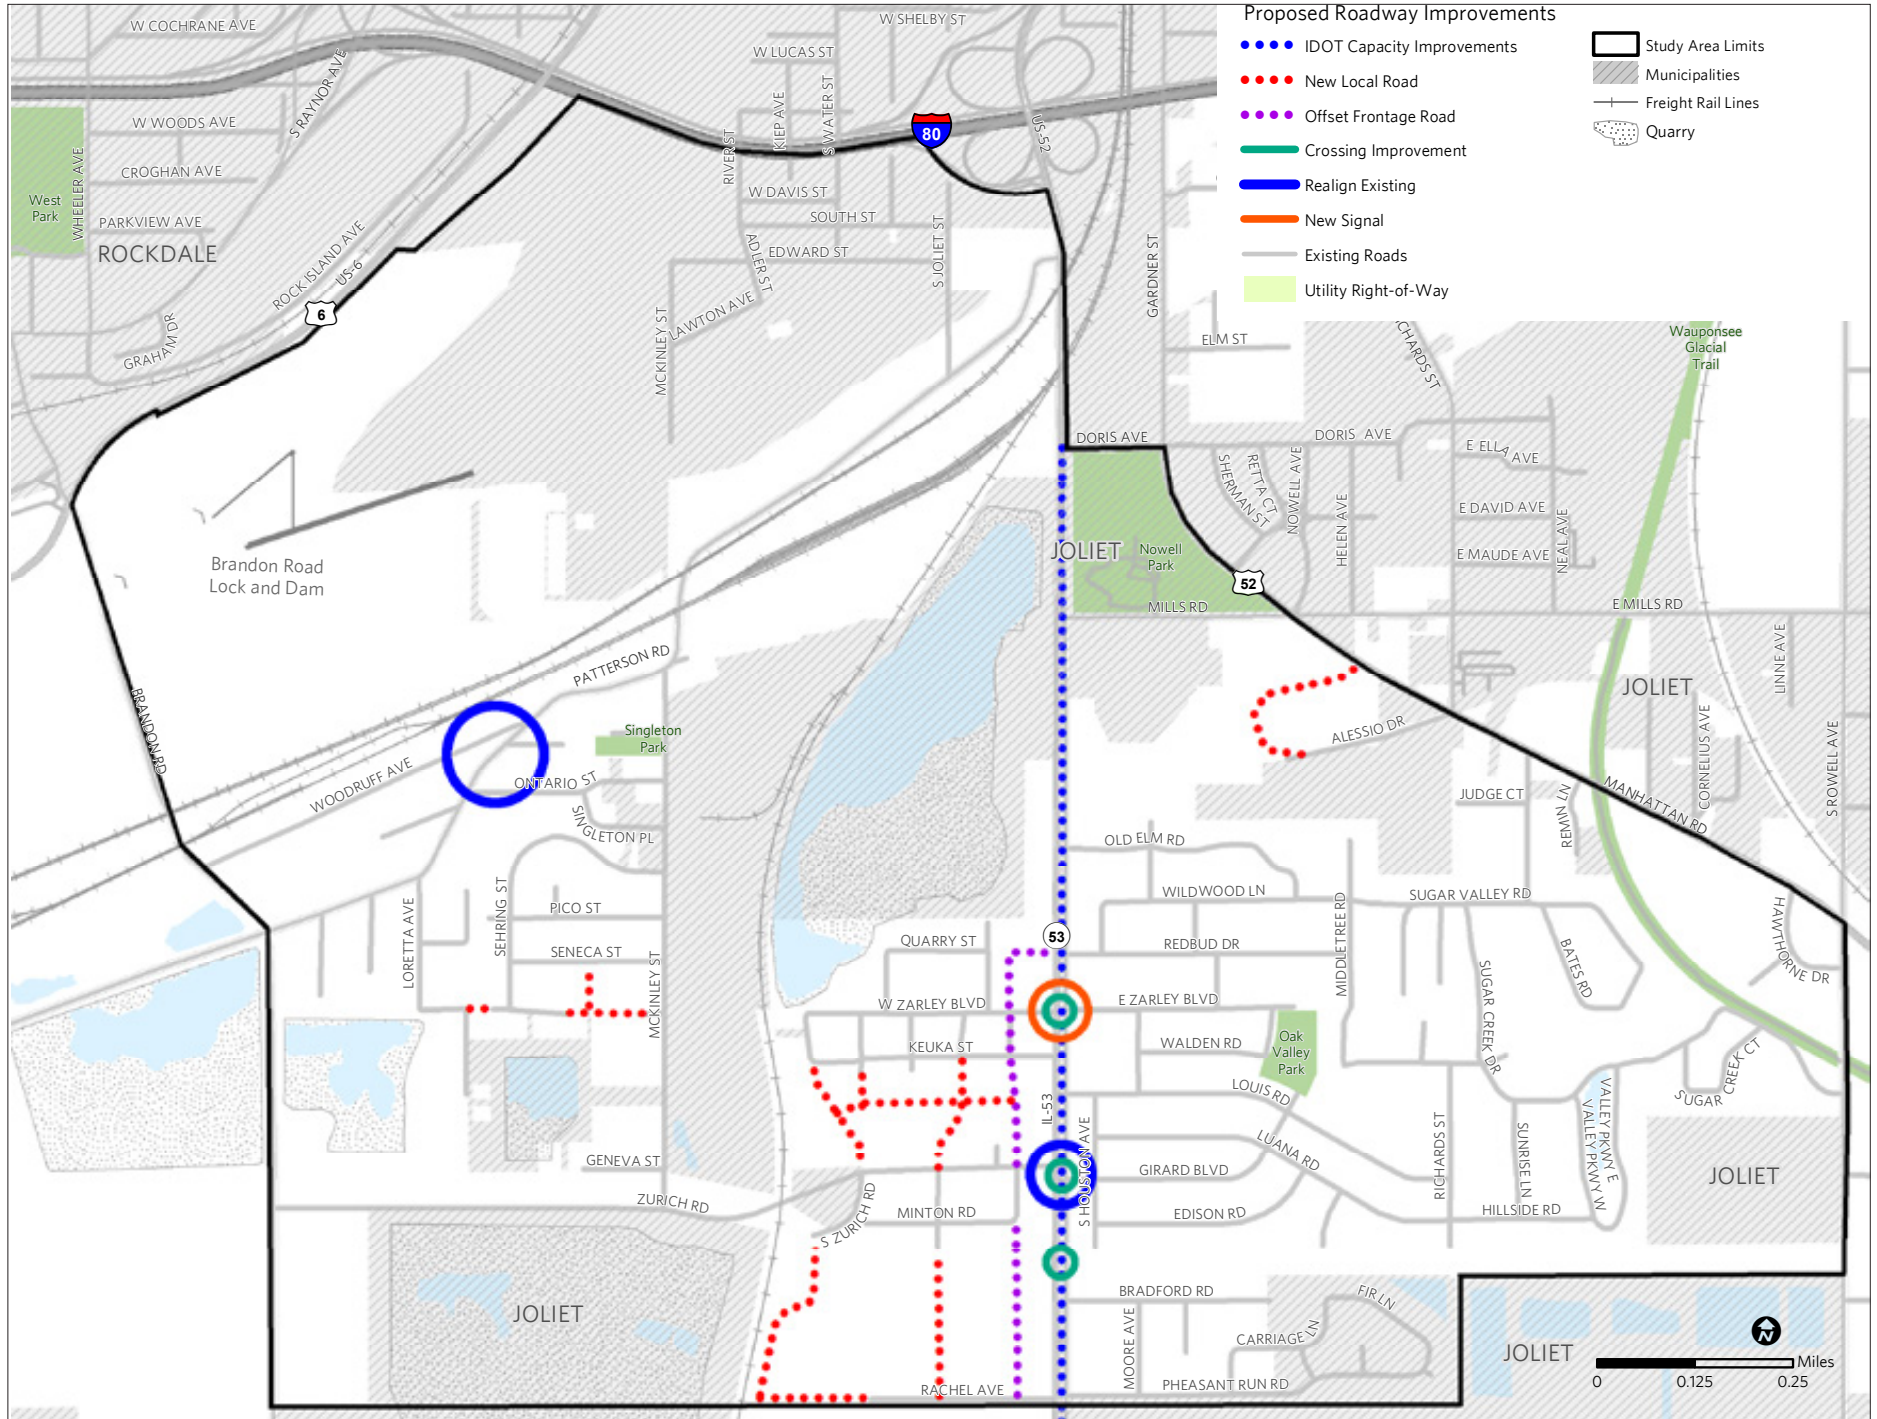 Proposed Roadway Improvements
IDOT Capacity Improvements
New Local Road
Offset Frontage Road
Crossing Improvement
Realign Existing
New Signal
Existing Roads
Utility Right-of-Way
Study Area Limits
Municipalities
Freight Rail Lines
Quarry
W COCHRANE AVE
W SHELBY ST
W LUCAS ST
S RAYNOR AVE
KIEP AVE
S WATER ST
80
US-52
W WOODS AVE
RIVER ST
WHEELER AVE
CROGHAN AVE
West
Park
W DAVIS ST
PARKVIEW AVE
SOUTH ST
ROCKDALE
ROCK ISLAND AVE
US-6
ADLER ST
EDWARD ST
S JOLIET ST
GARDNER ST
6
GRAHAM DR
MCKINLEY ST
LAWTON AVE
ELM ST
Wauponsee
Glacial
Trail
DORIS AVE
DORIS AVE
E ELLA AVE
SHERMAN ST
RETTA CT
NOWELL AVE
HELEN AVE
E DAVID AVE
NEAL AVE
E MAUDE AVE
JOLIET
Nowell
Park
Brandon Road
Lock and Dam
52
MILLS RD
E MILLS RD
LINNE AVE
PATTERSON RD
JOLIET
BRANDON RD
Singleton
Park
ALESSIO DR
CORNELIUS AVE
S ROWELL AVE
WOODRUFF AVE
ONTARIO ST
SINGLETON PL
JUDGE CT
REMIWN LN
MANHATTAN RD
OLD ELM RD
WILDWOOD LN
SUGAR VALLEY RD
LORETTA AVE
SEHRING ST
PICO ST
SENECA ST
MCKINLEY ST
53
QUARRY ST
REDBUD DR
MIDDLETREE RD
BATES RD
HAWTHORNE DR
W ZARLEY BLVD
E ZARLEY BLVD
SUGAR CREEK DR
Oak
Valley
Park
KEUKA ST
WALDEN RD
LOUIS RD
SUGAR CREEK CT
IL-53
S HOUSTON AVE
LUANA RD
RICHARDS ST
SUNRISE LN
VALLEY PKWY E
VALLEY PKWY W
GENEVA ST
GIRARD BLVD
JOLIET
ZURICH RD
S ZURICH RD
MINTON RD
EDISON RD
HILLSIDE RD
BRADFORD RD
FIR LN
JOLIET
MOORE AVE
CARRIAGE LN
JOLIET
N
Miles
0 0.125 0.25
RACHEL AVE
PHEASANT RUN RD